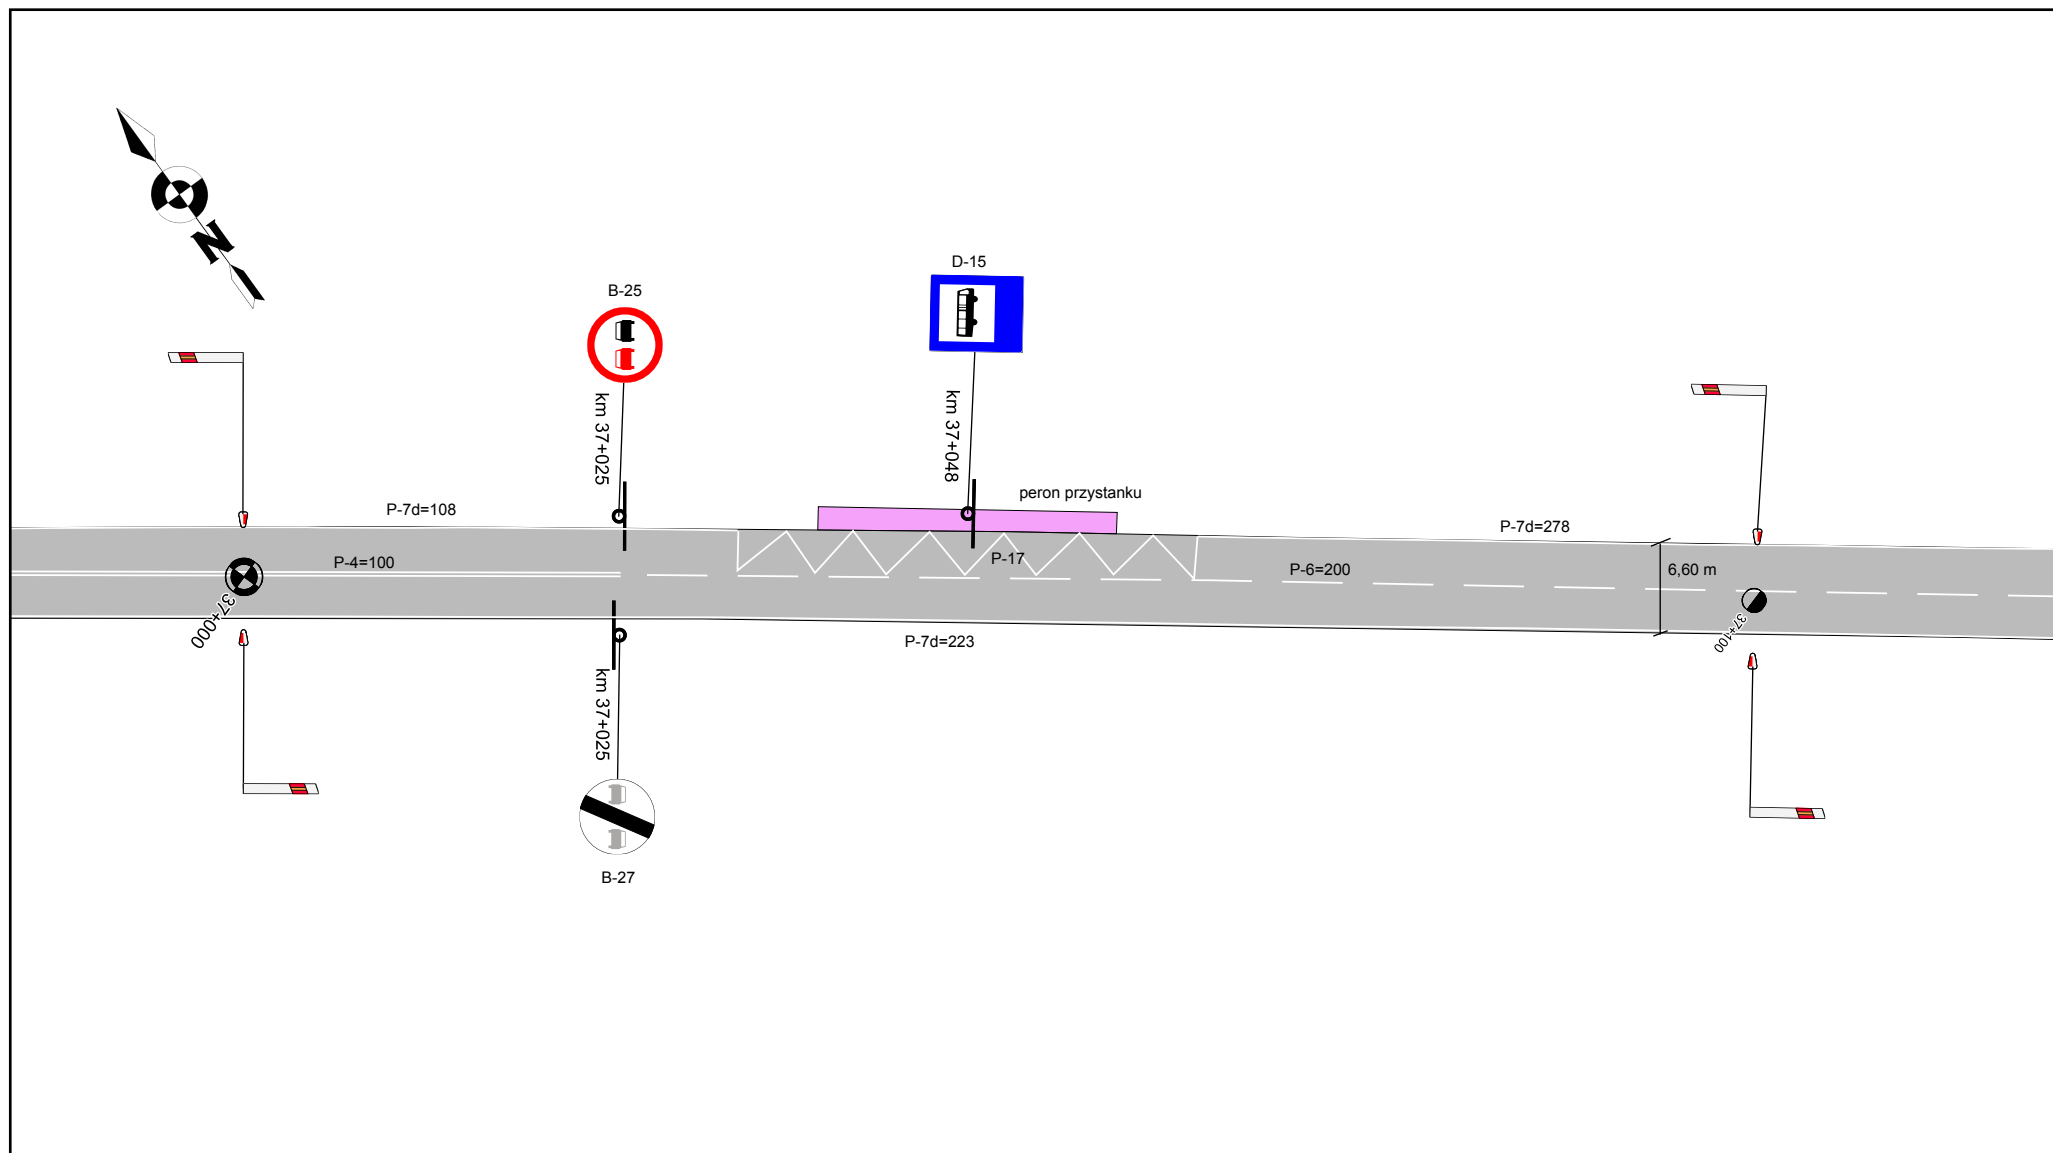 N
D-15
B-25
km 37+025
km 37+048
peron przystanku
P-7d=108
P-7d=278
P-4=100
P-17
P-6=200
6,60 m
37+000
37+100
P-7d=223
km 37+025
B-27